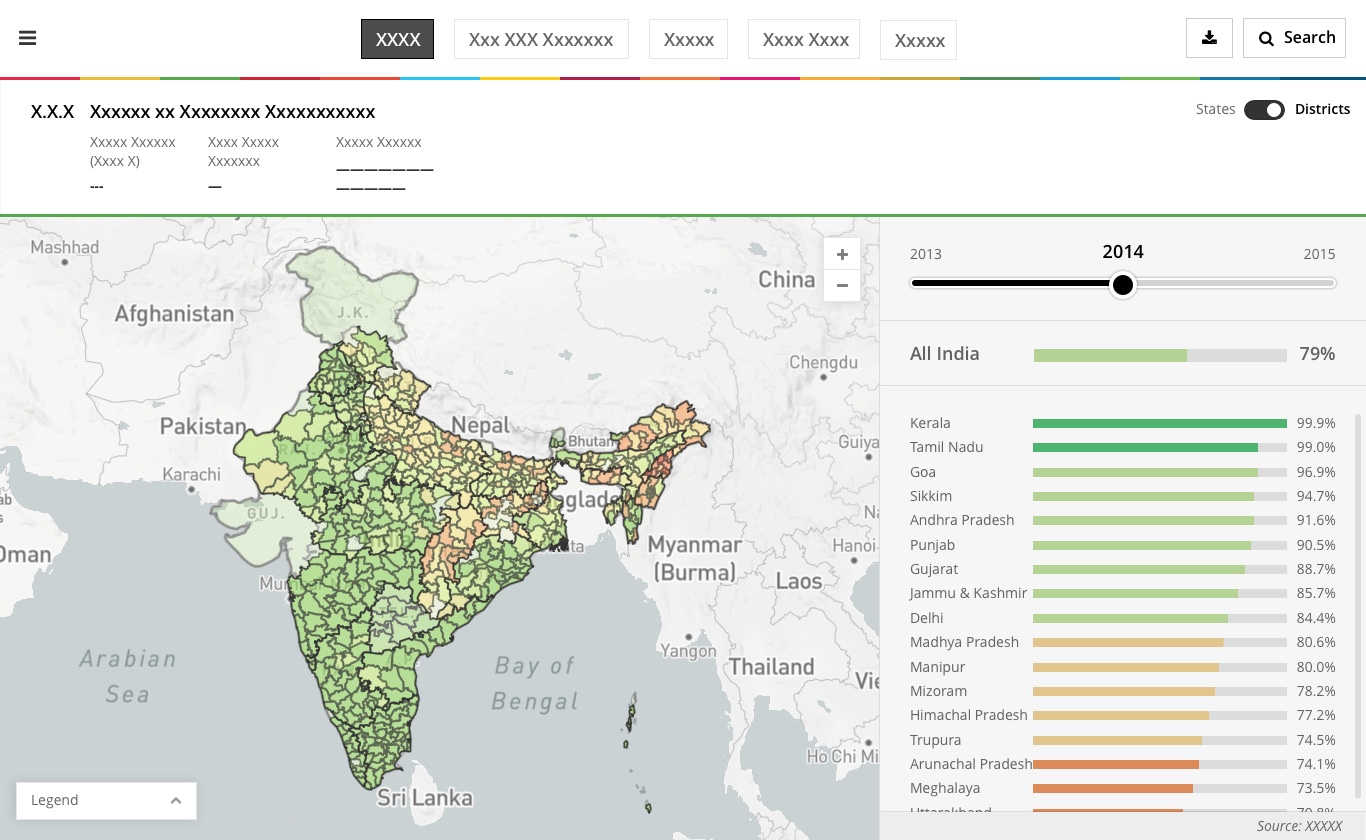 XXXX
Xxx XXX Xxxxxxx
Xxxxx
Xxxx Xxxx
Xxxxx
Search
X.X.X Xxxxxx xx Xxxxxxxx Xxxxxxxxxxx
States Districts
Xxxxx Xxxxxx
(Xxxx X)
---
Xxxx Xxxxx
Xxxxxxx
—
Xxxxx Xxxxxx
———————
—————
Mashhad
Afghanistan
J.K.
China
Chengdu
Pakistan
Nepal
Bhutan
Karachi
GUJ.
Oman
Myanmar
(Burma)
Hanoi
Laos
Arabian
Sea
Bay of
Bengal
Yangon
Thailand
Ho Chi Mi
Sri Lanka
+
−
Legend
2013 2014 2015
All India 79%
Kerala 99.9%
Tamil Nadu 99.0%
Goa 96.9%
Sikkim 94.7%
Andhra Pradesh 91.6%
Punjab 90.5%
Gujarat 88.7%
Jammu & Kashmir 85.7%
Delhi 84.4%
Madhya Pradesh 80.6%
Manipur 80.0%
Mizoram 78.2%
Himachal Pradesh 77.2%
Trupura 74.5%
Arunachal Pradesh 74.1%
Meghalaya 73.5%
Uttarakhand 70.8%
Source: XXXXX